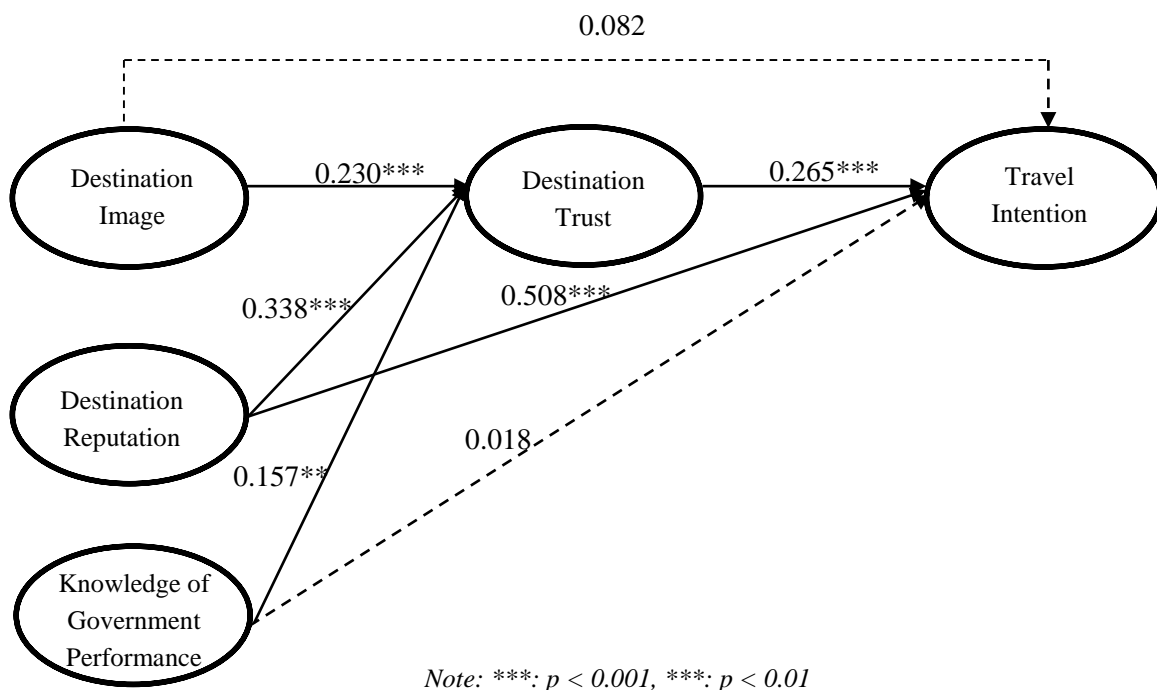 0.082
Destination
Image
0.230***
Destination
Trust
0.265***
Travel
Intention
0.338***
0.508***
Destination
Reputation
0.018
0.157**
Knowledge of
Government
Performance
Note: ***: p < 0.001, ***: p < 0.01